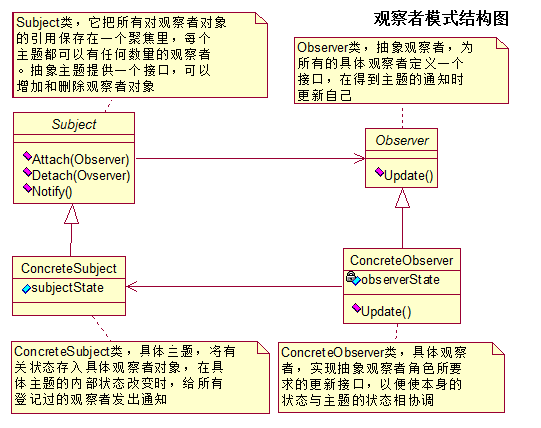 观察者模式结构图
Subject类，它把所有对观察者对象
的引用保存在一个聚集里，每个
主题都可以有任何数量的观察者
。抽象主题提供一个接口，可以
增加和删除观察者对象
Observer类，抽象观察者，为
所有的具体观察者定义一个
接口，在得到主题的通知时
更新自己
Subject
Attach(Observer)
Detach(Ovserver)
Notify()
Observer
Update()
ConcreteSubject
subjectState
ConcreteObserver
observerState
Update()
ConcreteSubject类，具体主题，将有
关状态存入具体观察者对象，在具
体主题的内部状态改变时，给所有
登记过的观察者发出通知
ConcreteObserver类，具体观察
者，实现抽象观察者角色所要
求的更新接口，以便使本身的
状态与主题的状态相协调